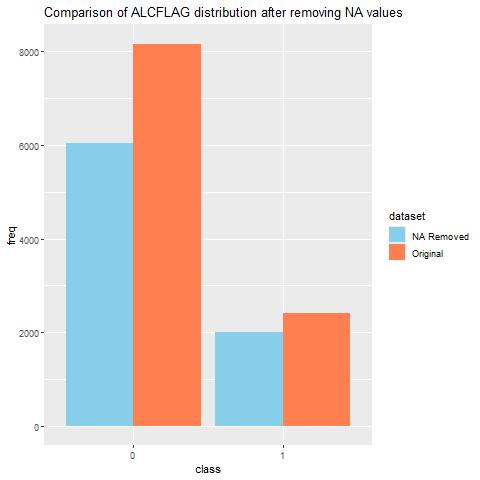 Comparison of ALCFLAG distribution after removing NA values
8000
6000
4000
2000
0
freq
0
1
class
dataset
NA Removed
Original